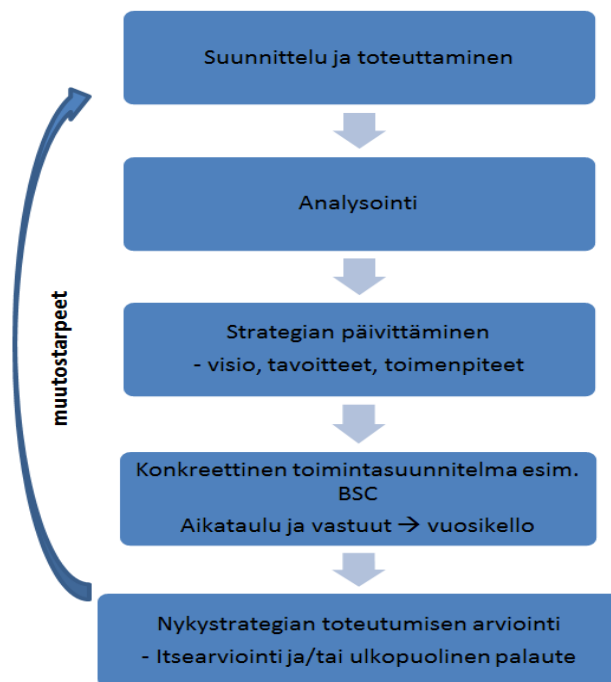 Suunnittelu ja toteuttaminen
Analysointi
Strategian päivittäminen
- visio, tavoitteet, toimenpiteet
Konkreettinen toimintasuunnitelma esim.
BSC
Aikataulu ja vastuut → vuosikello
Nykystrategian toteutumisen arviointi
- Itsearviointi ja/tai ulkopuolinen palaute
muutostarpeet